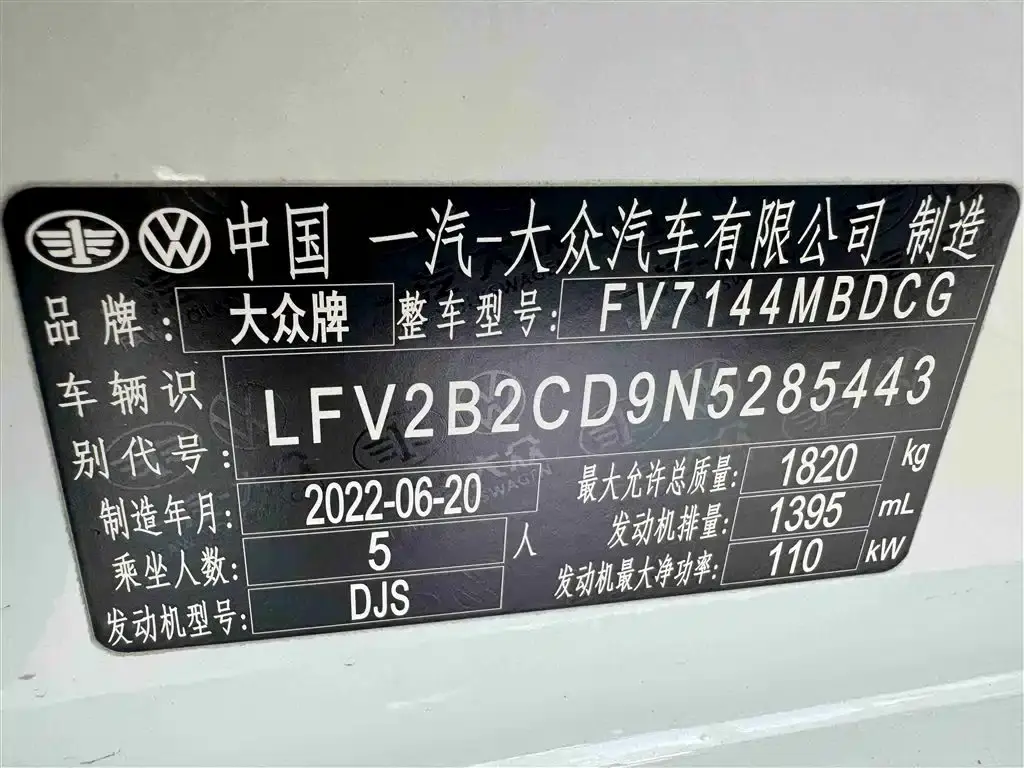 中国 一汽-大众汽车有限公司 制造
品牌: 大众牌 整车型号: FV7144MBDCG
车辆识别代号: LFV2B2CD9N5285443
制造年月: 2022-06-20 最大允许总质量: 1820 kg
乘坐人数: 5 人 发动机排量: 1395 mL
发动机型号: DJS 发动机最大净功率: 110 kW